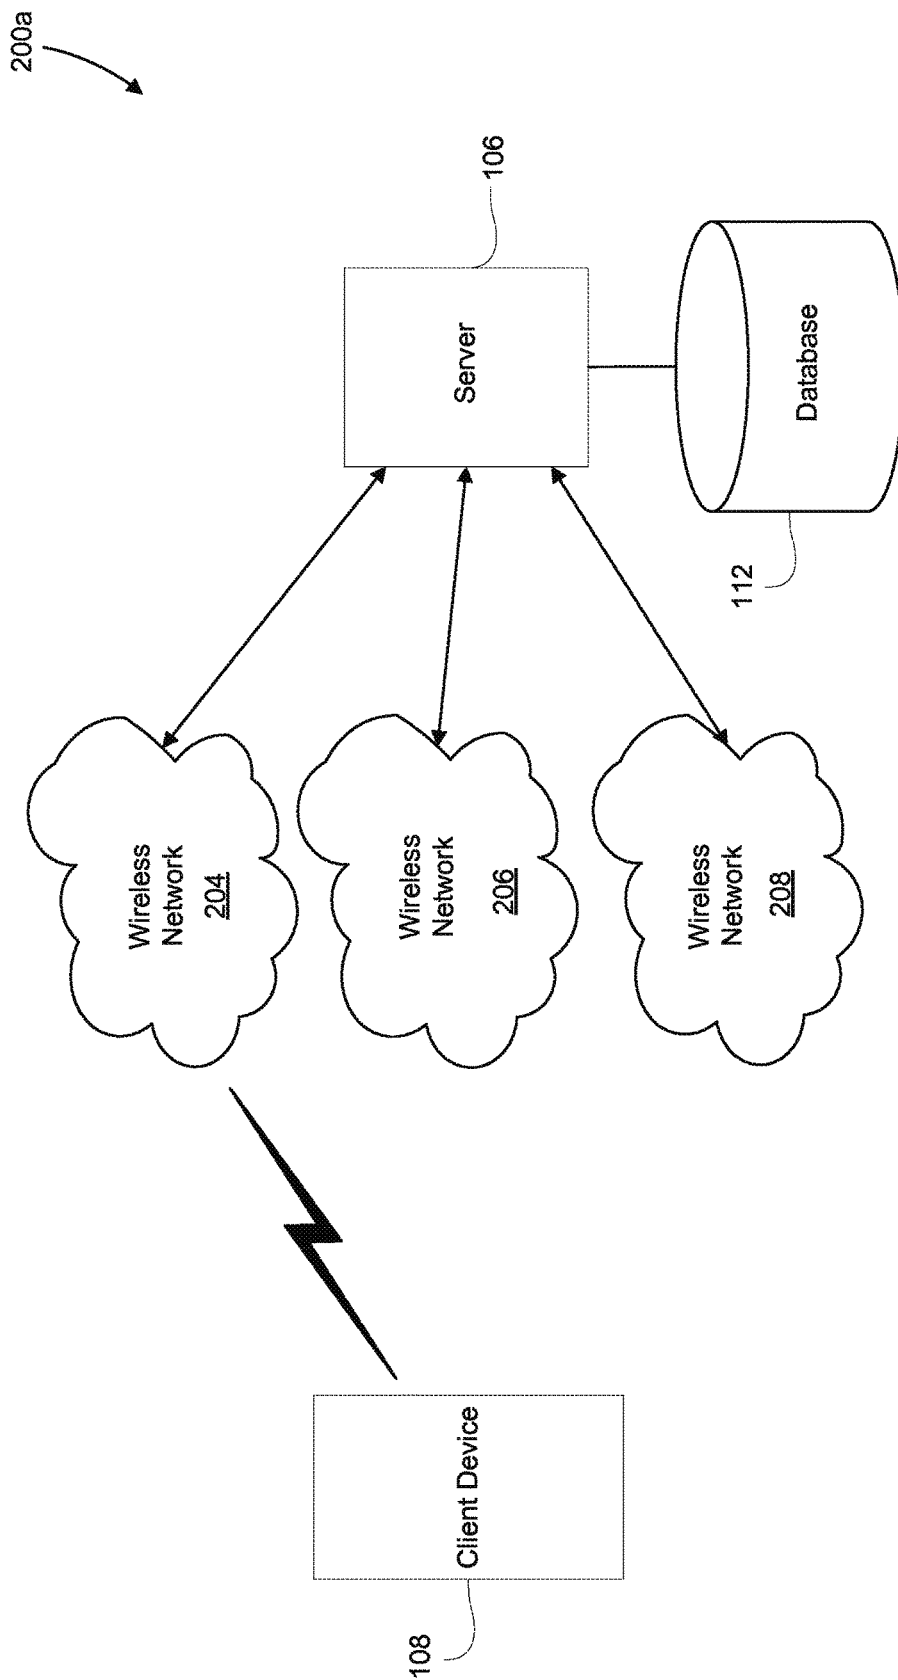 200a
Wireless
Network
204
Wireless
Network
206
Wireless
Network
208
Server
106
Database
112
Client Device
108